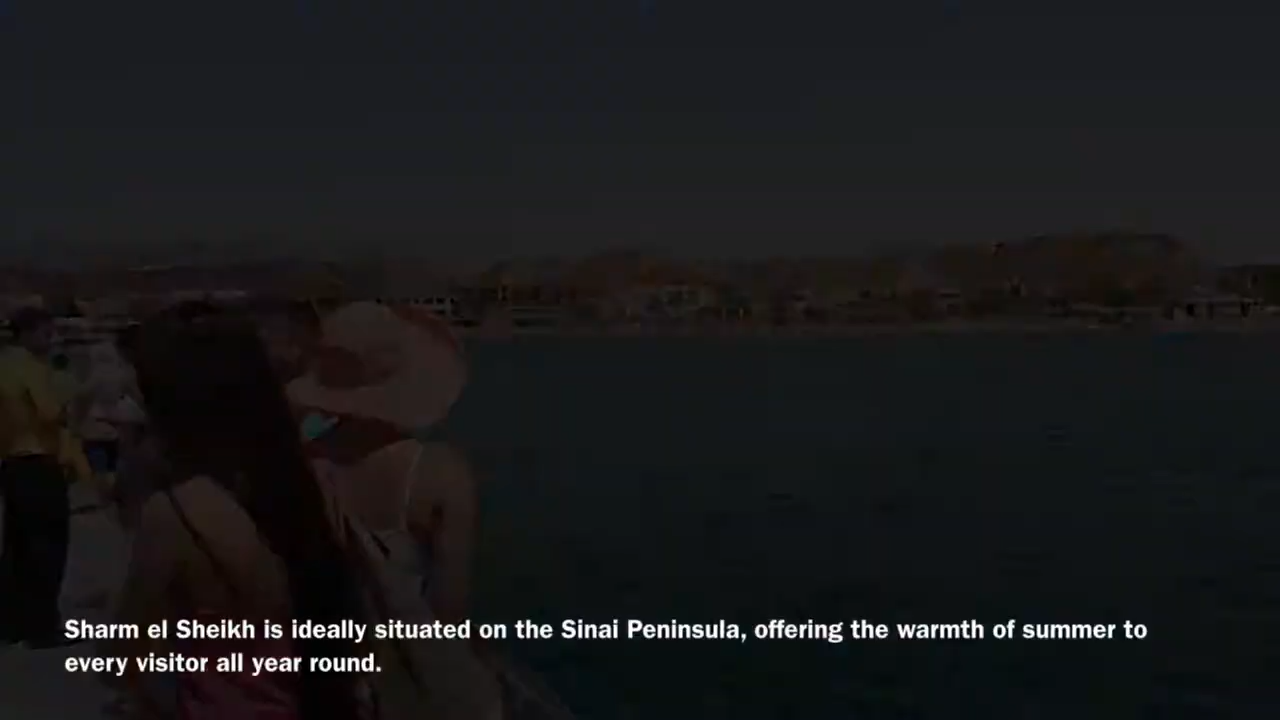 Sharm el Sheikh is ideally situated on the Sinai Peninsula, offering the warmth of summer to
every visitor all year round.